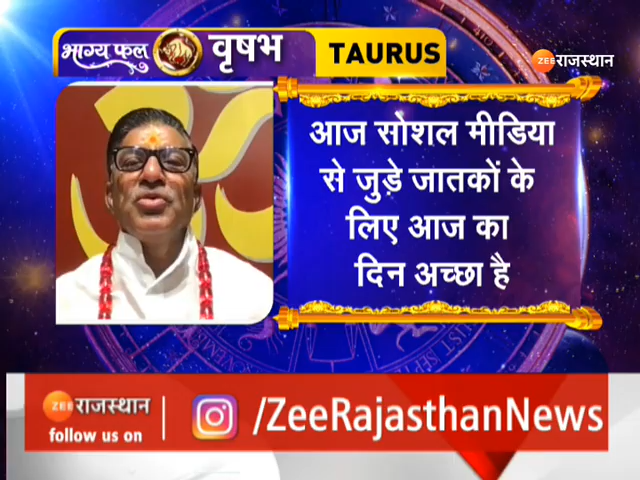 भाग्य फल
वृषभ
TAURUS
ZEE राजस्थान
आज सोशल मीडिया
से जुड़े जातकों के
लिए आज का
दिन अच्छा है
ZEE राजस्थान
follow us on
/ZeeRajasthanNews